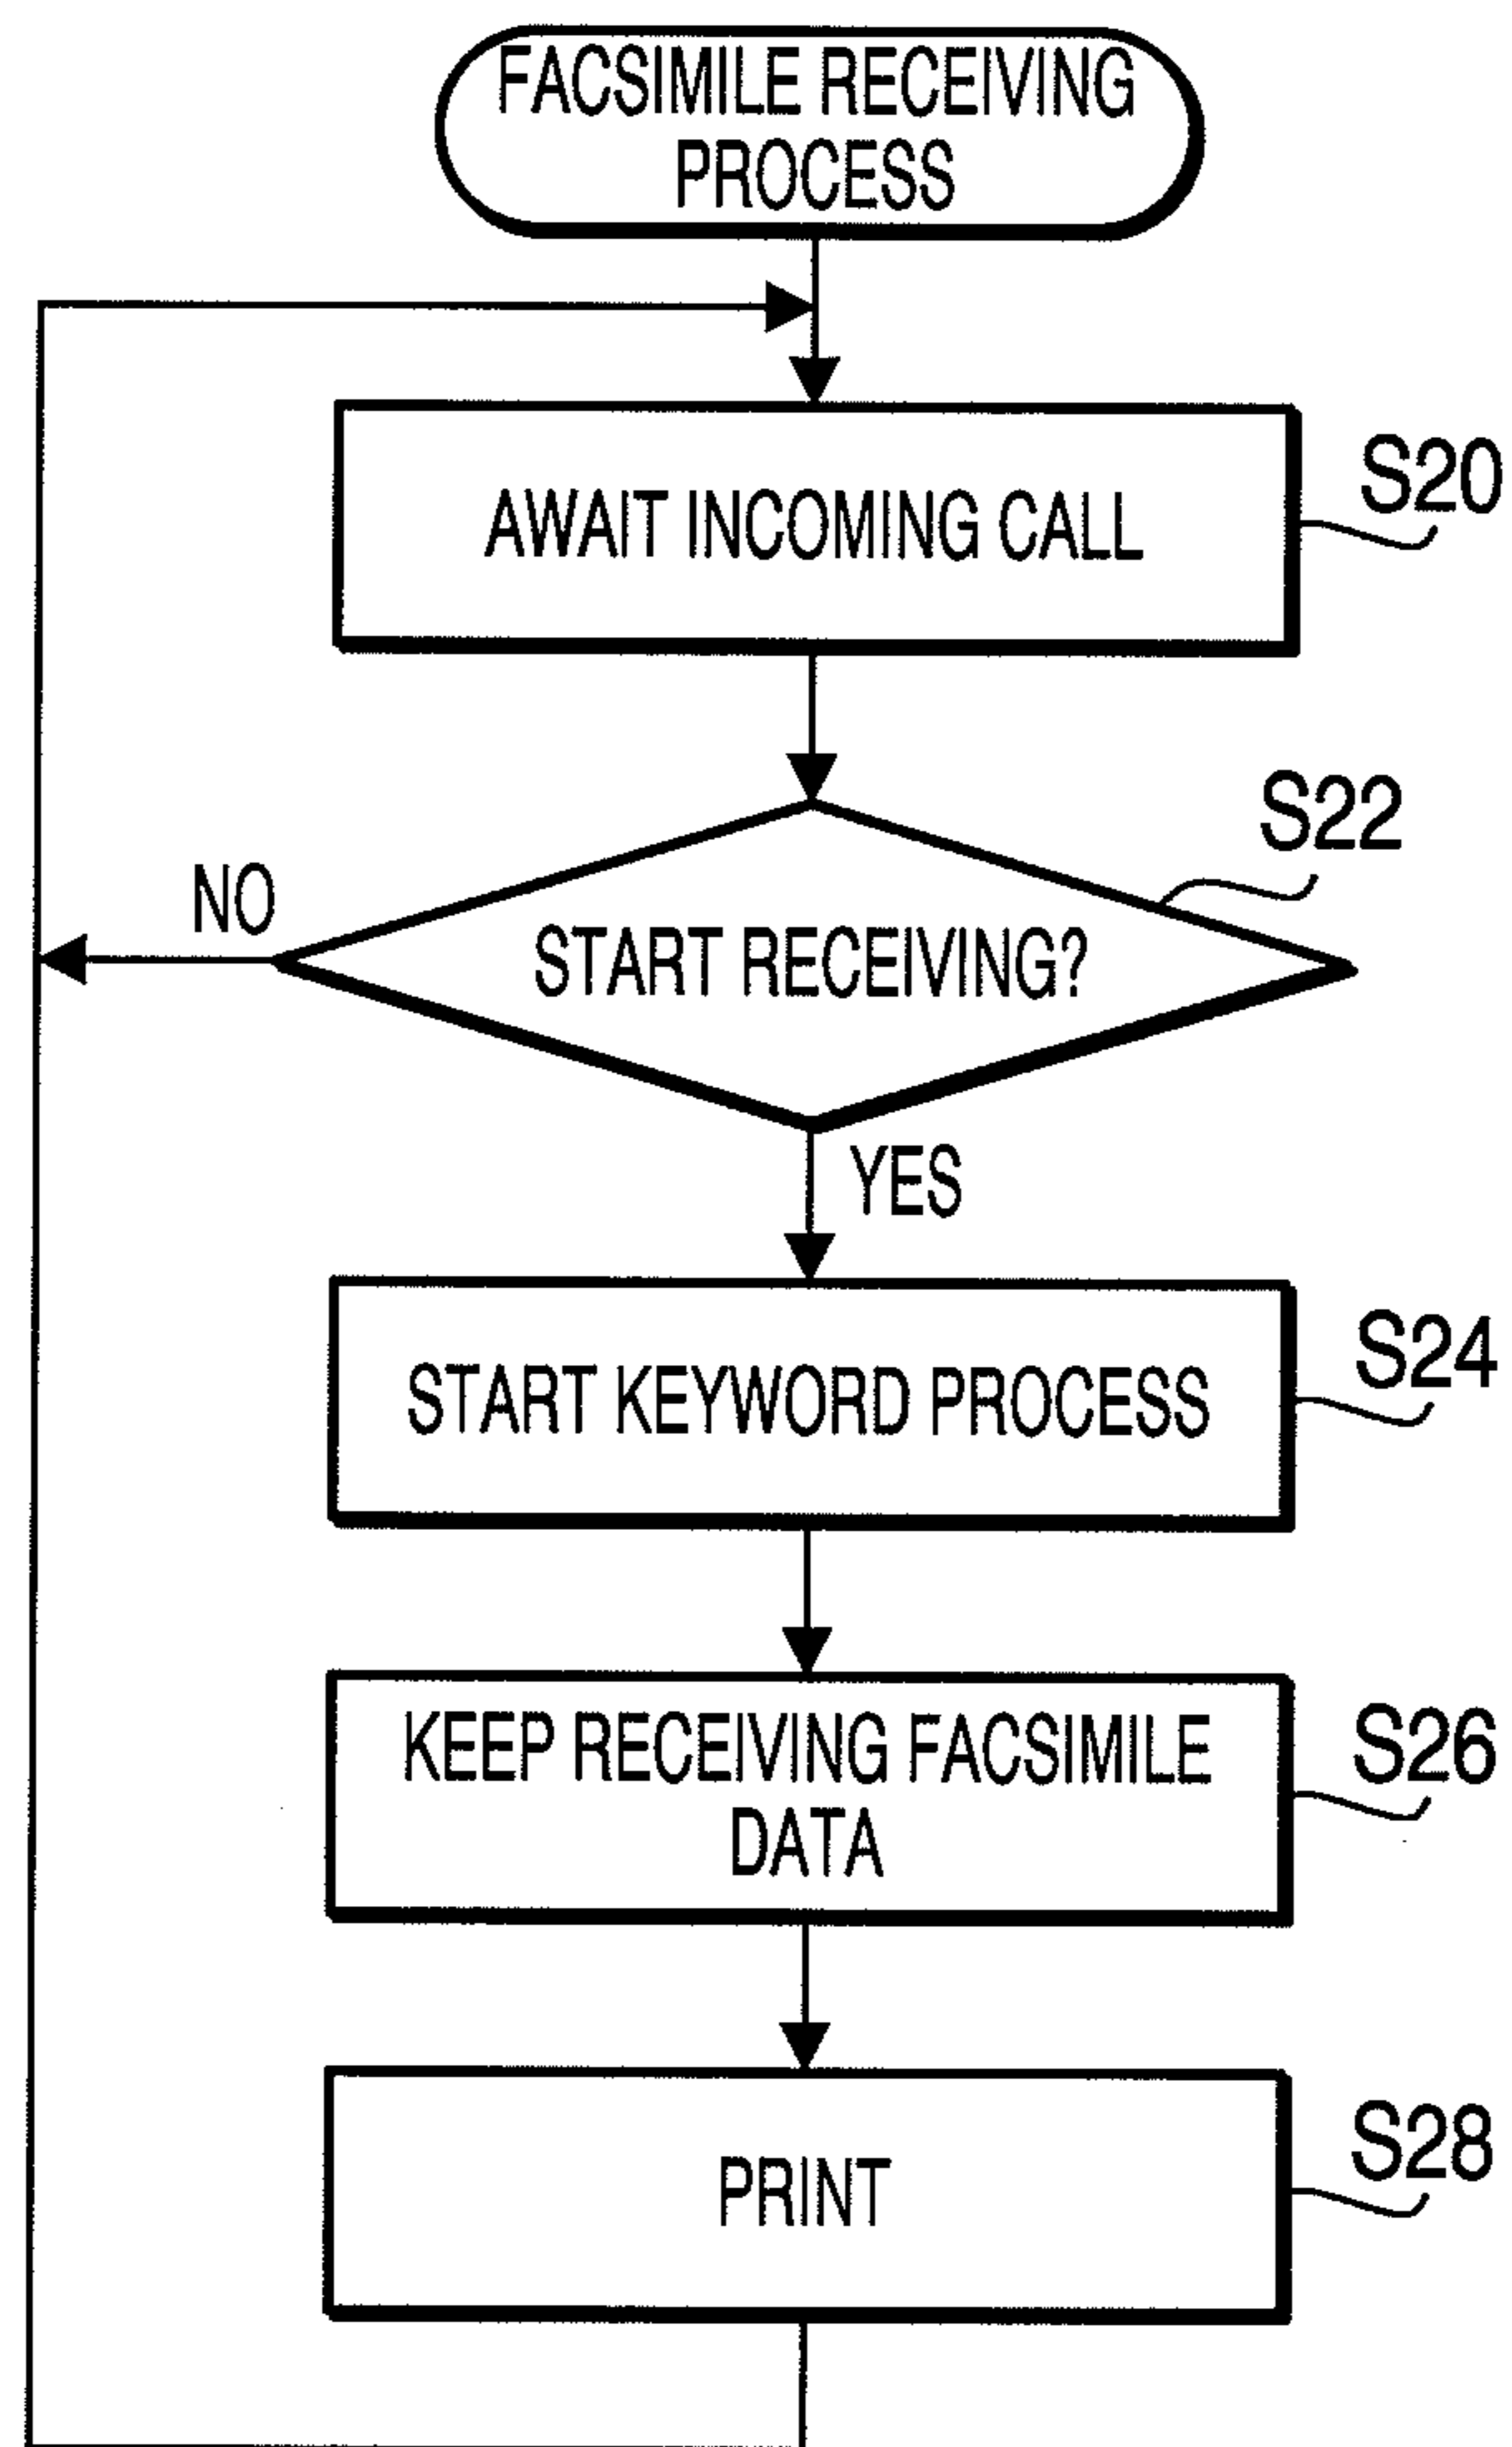 FACSIMILE RECEIVING
PROCESS
AWAIT INCOMING CALL
S20
S22
NO
START RECEIVING?
YES
START KEYWORD PROCESS
S24
KEEP RECEIVING FACSIMILE
DATA
S26
PRINT
S28